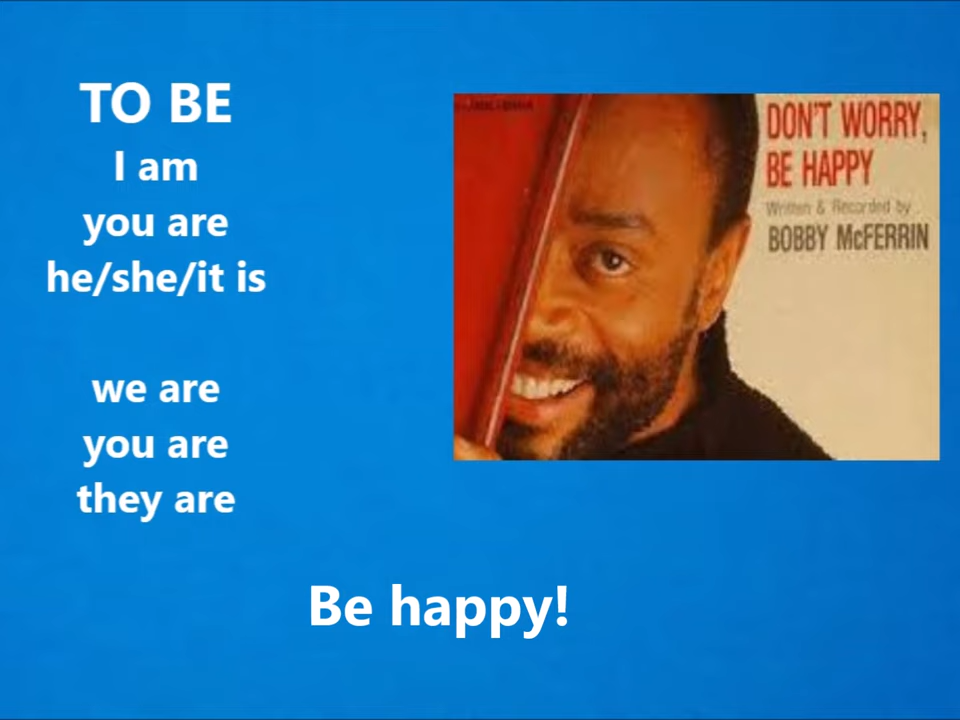 TO BE
I am
you are
he/she/it is
we are
you are
they are
DON'T WORRY,
BE HAPPY
Written & Recorded by
BOBBY McFERRIN
Be happy!